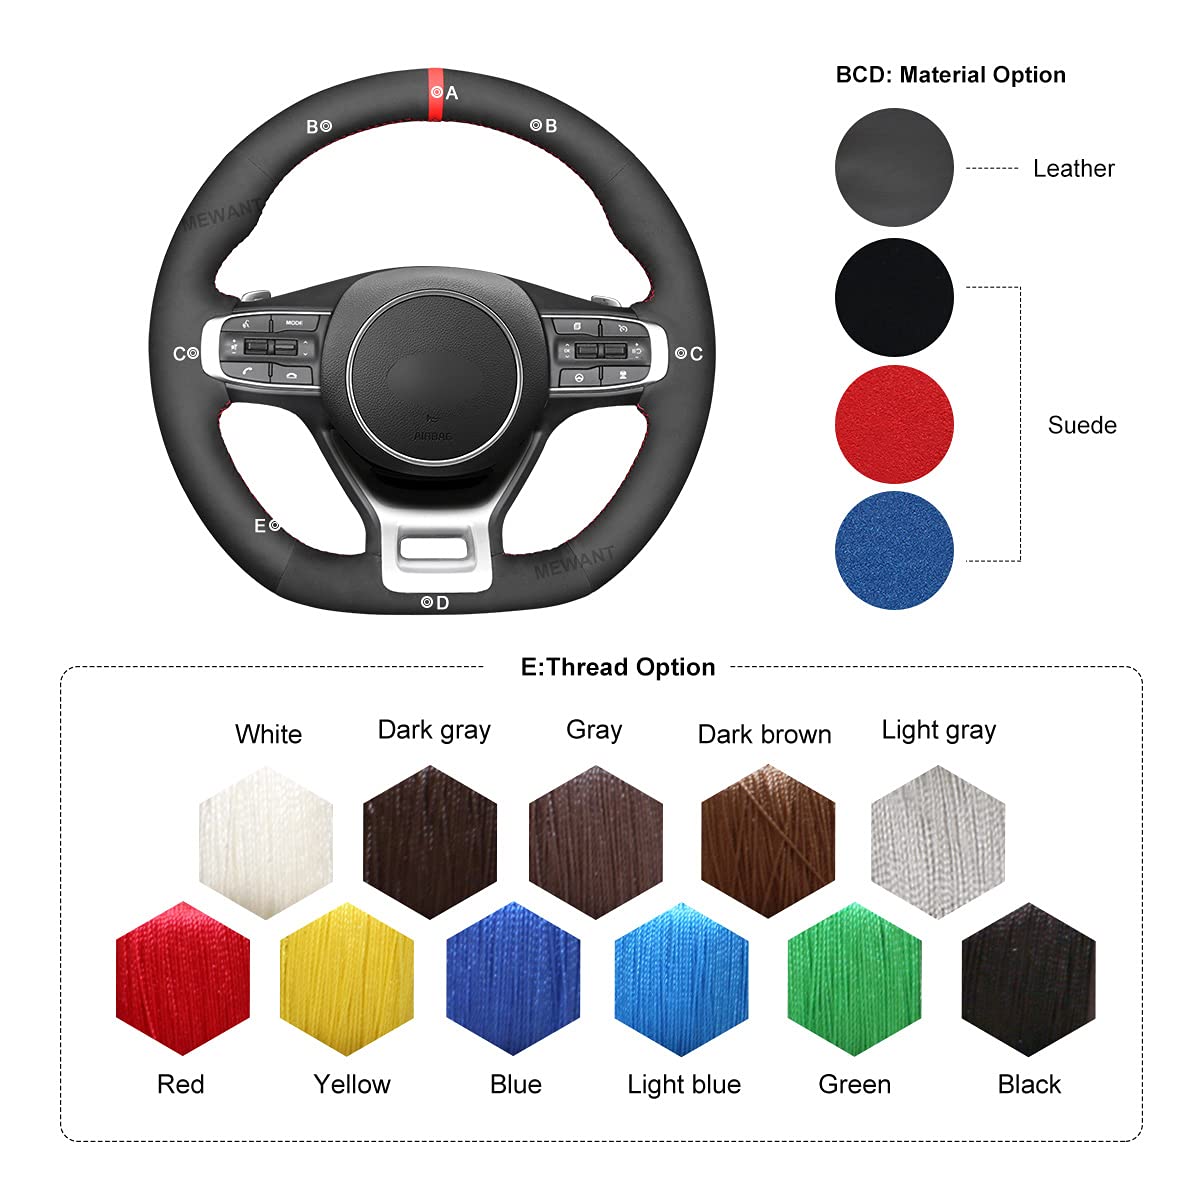 BCD: Material Option
A
B
B
MEWANT
Leather
MODE
C
C
OK
Suede
AIRBAG
E
MEWANT
D
E:Thread Option
White
Dark gray
Gray
Dark brown
Light gray
Red
Yellow
Blue
Light blue
Green
Black